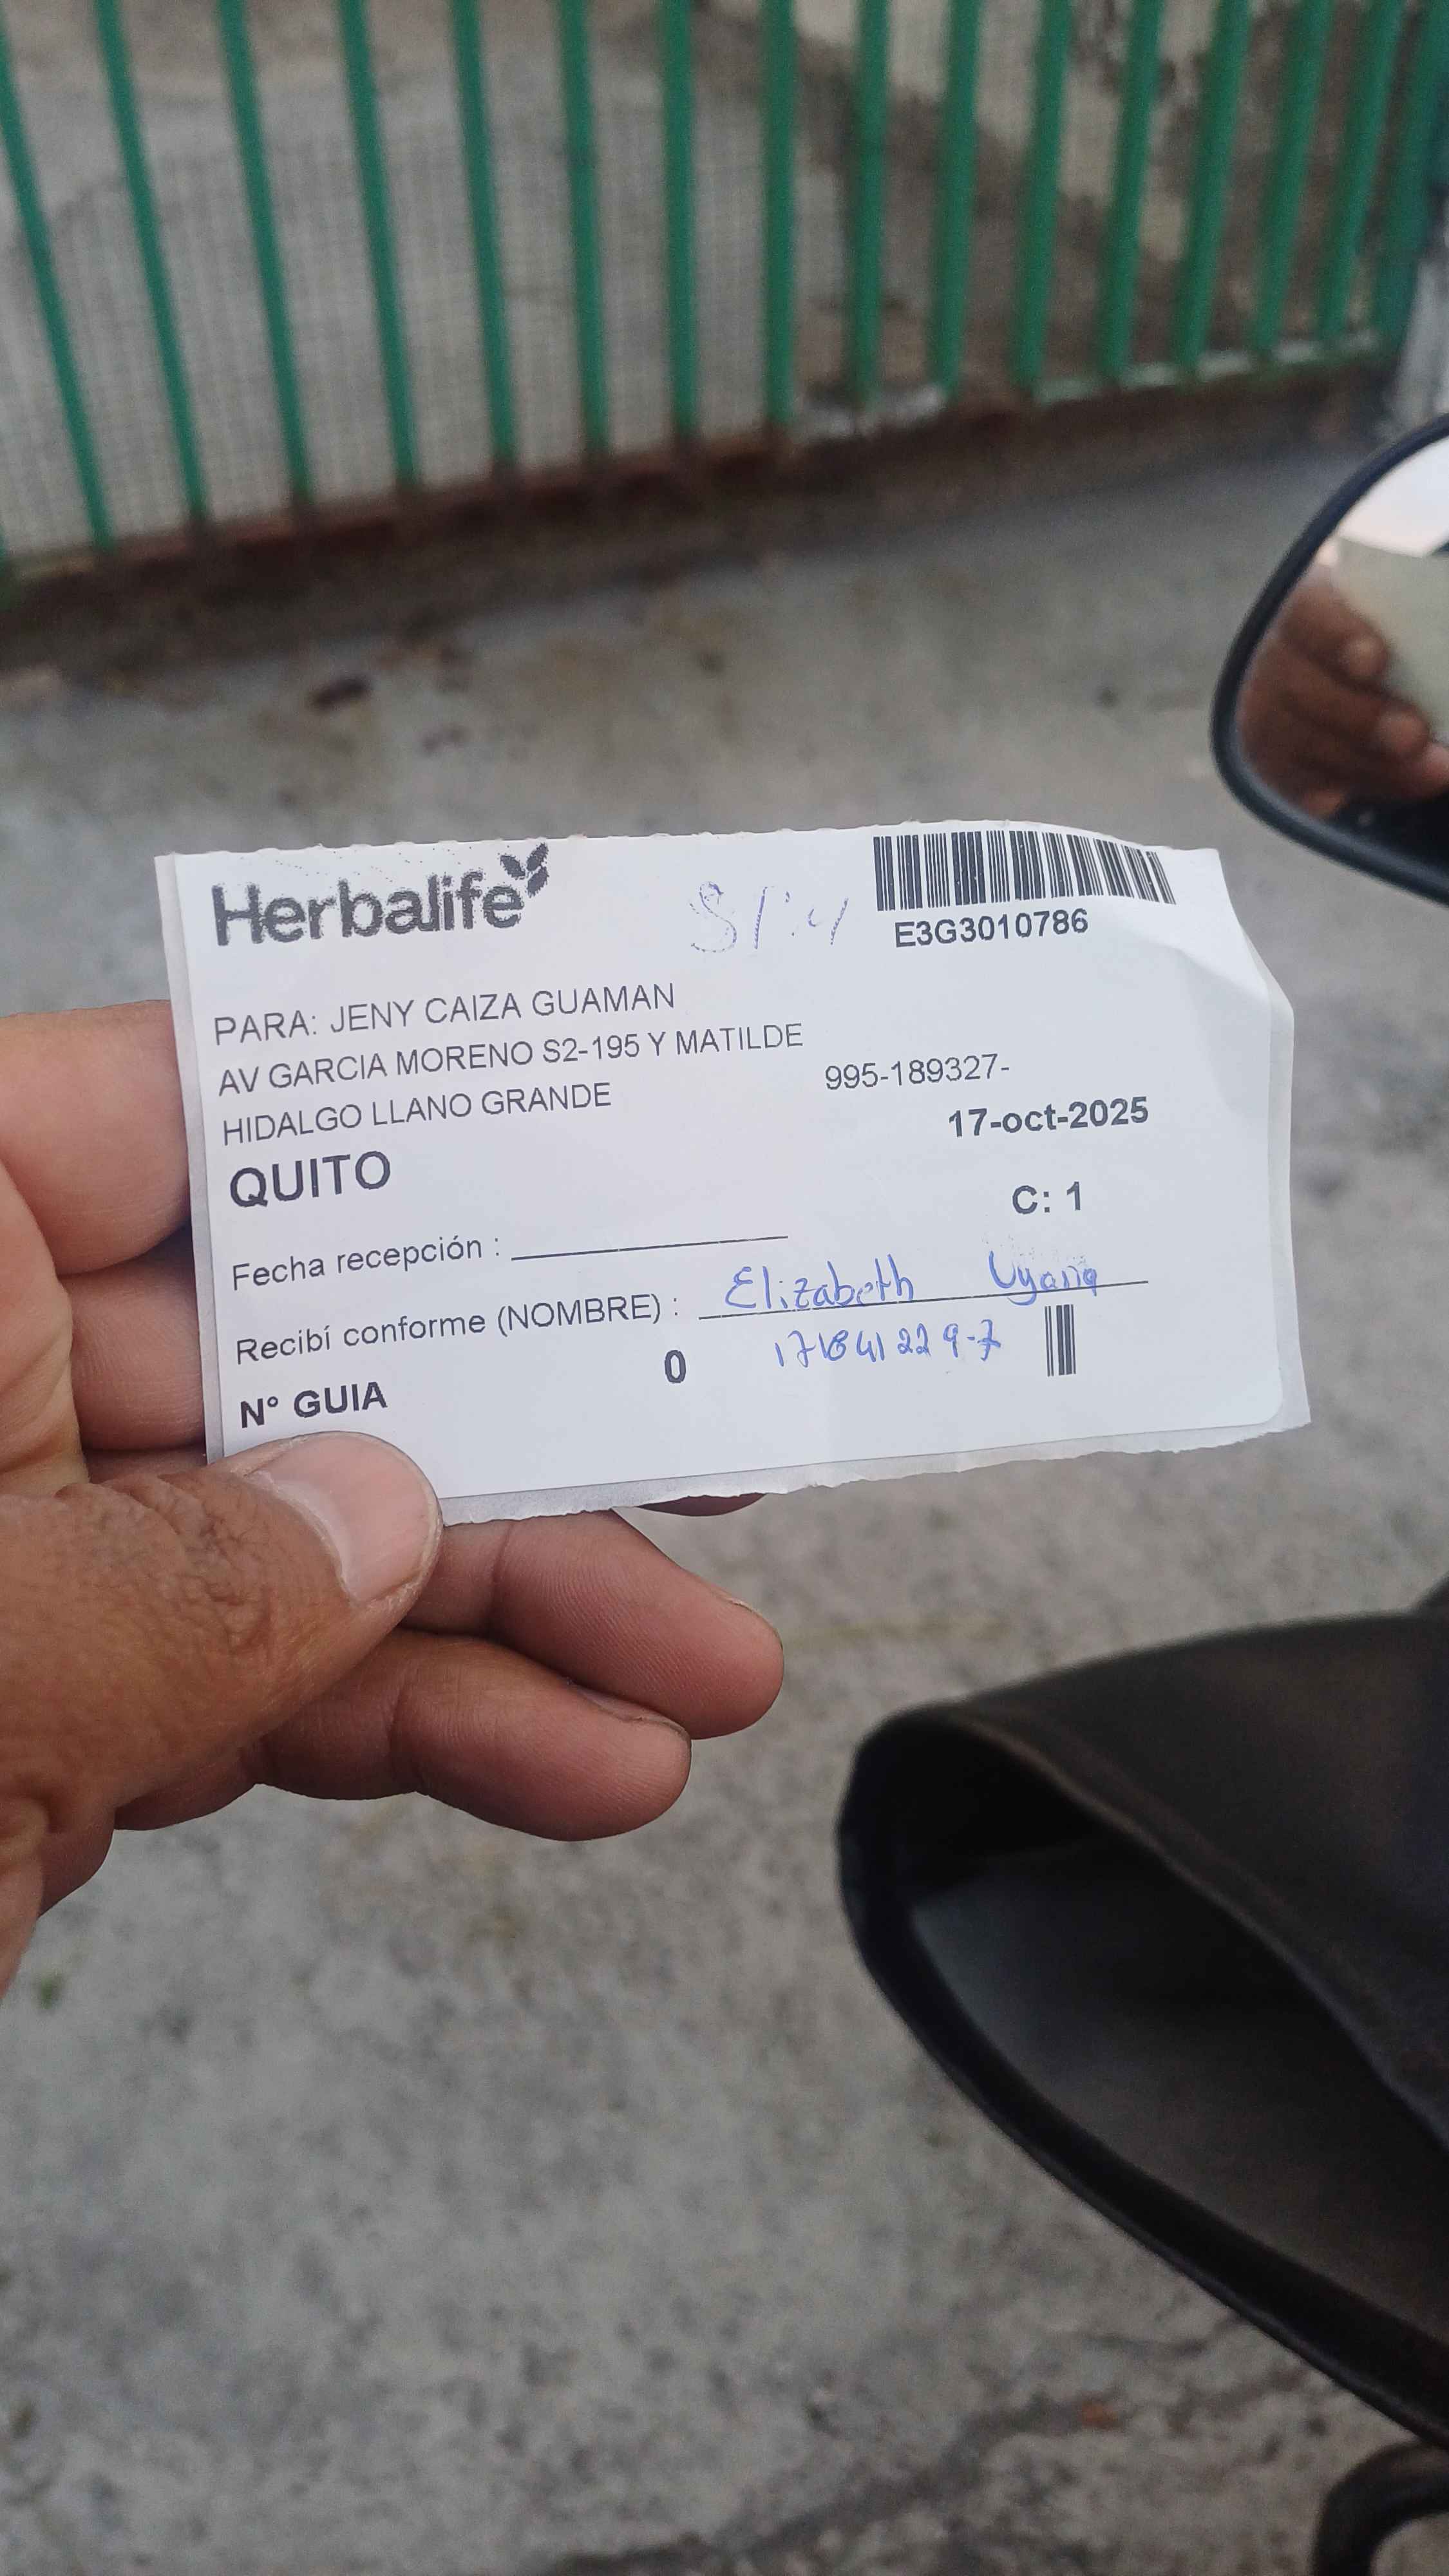 Herbalife
E3G3010786
PARA: JENY CAIZA GUAMAN
AV GARCIA MORENO S2-195 Y MATILDE
HIDALGO LLANO GRANDE
995-189327-
17-oct-2025
QUITO
C: 1
Fecha recepción :
Recibí conforme (NOMBRE) : Elizabeth Uyana
0
N° GUIA